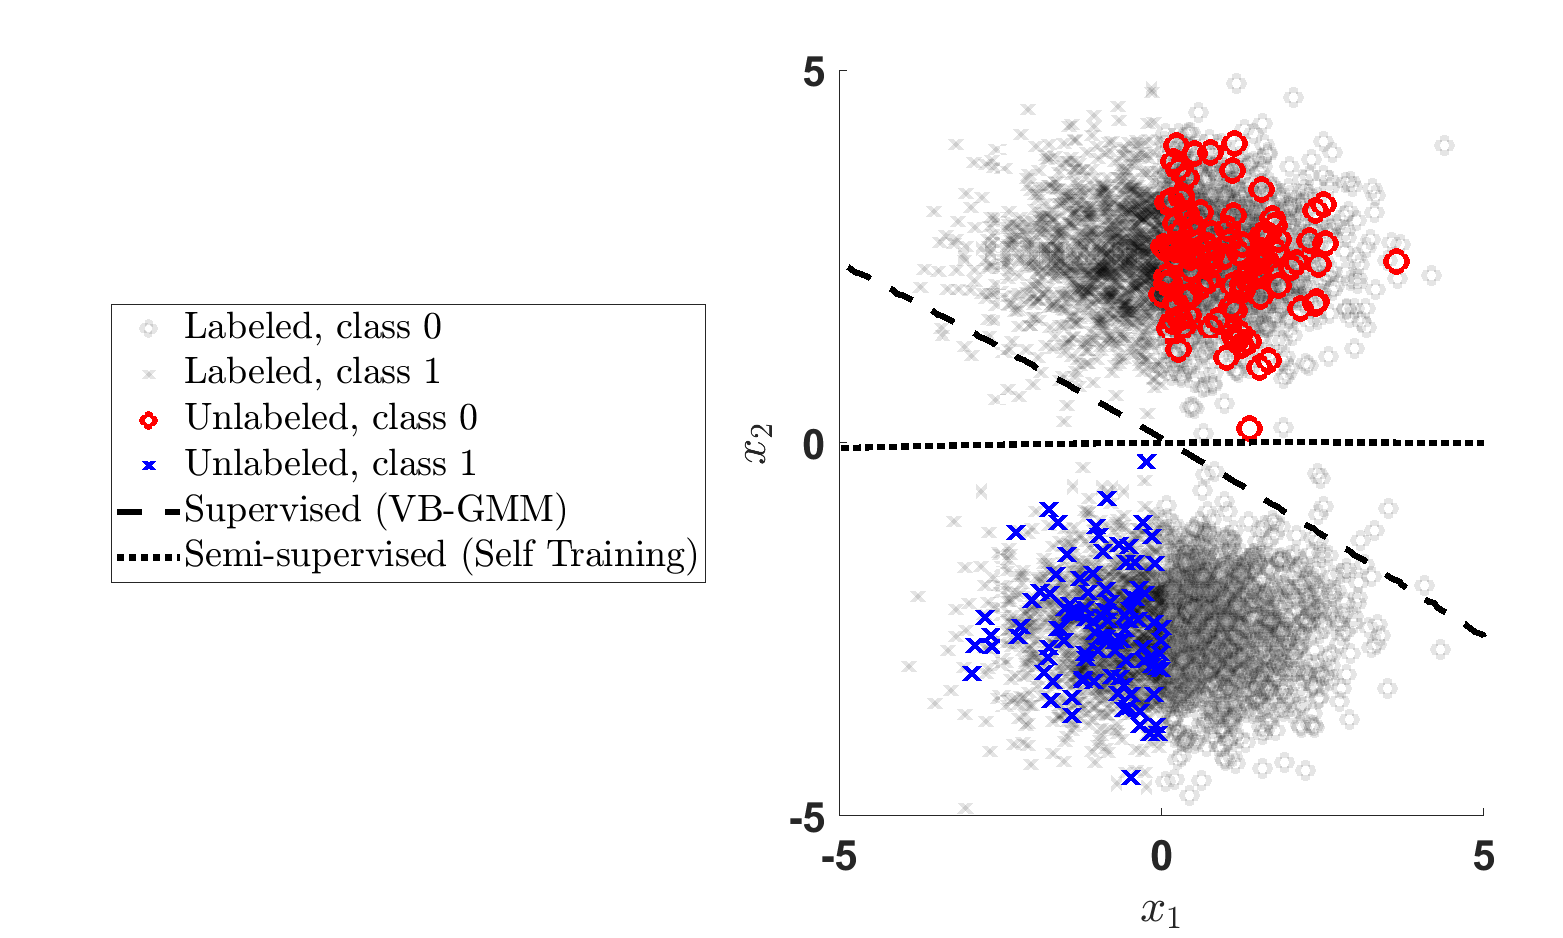 Labeled, class 0
Labeled, class 1
Unlabeled, class 0
Unlabeled, class 1
Supervised (VB-GMM)
Semi-supervised (Self Training)
5
0
-5
x₂
-5 0 5
x₁